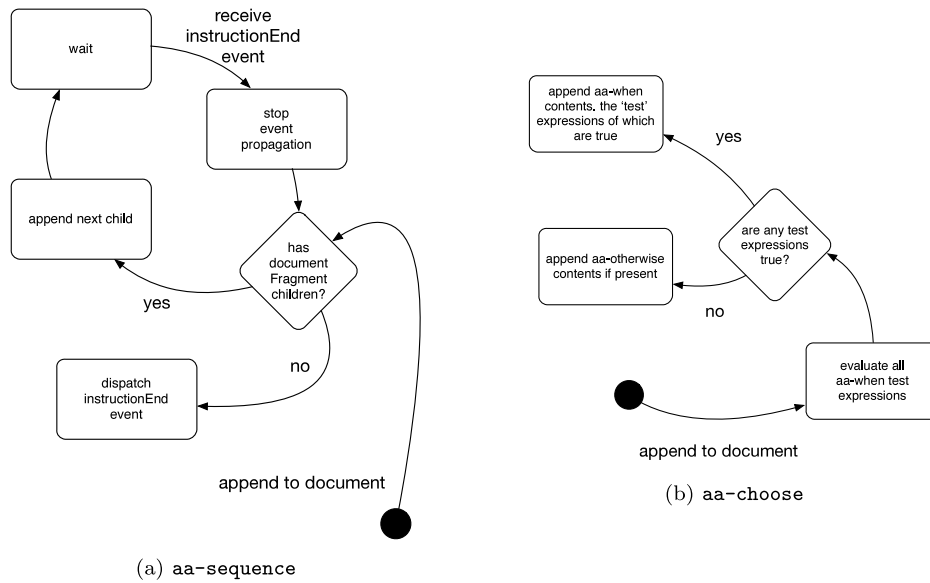 receive
instructionEnd
event
wait
stop
event
propagation
append next child
has
document
Fragment
children?
yes
no
dispatch
instructionEnd
event
append to document
(a) aa-sequence
append aa-when
contents. the ‘test’
expressions of which
are true
yes
are any test
expressions
true?
append aa-otherwise
contents if present
no
evaluate all
aa-when test
expressions
append to document
(b) aa-choose